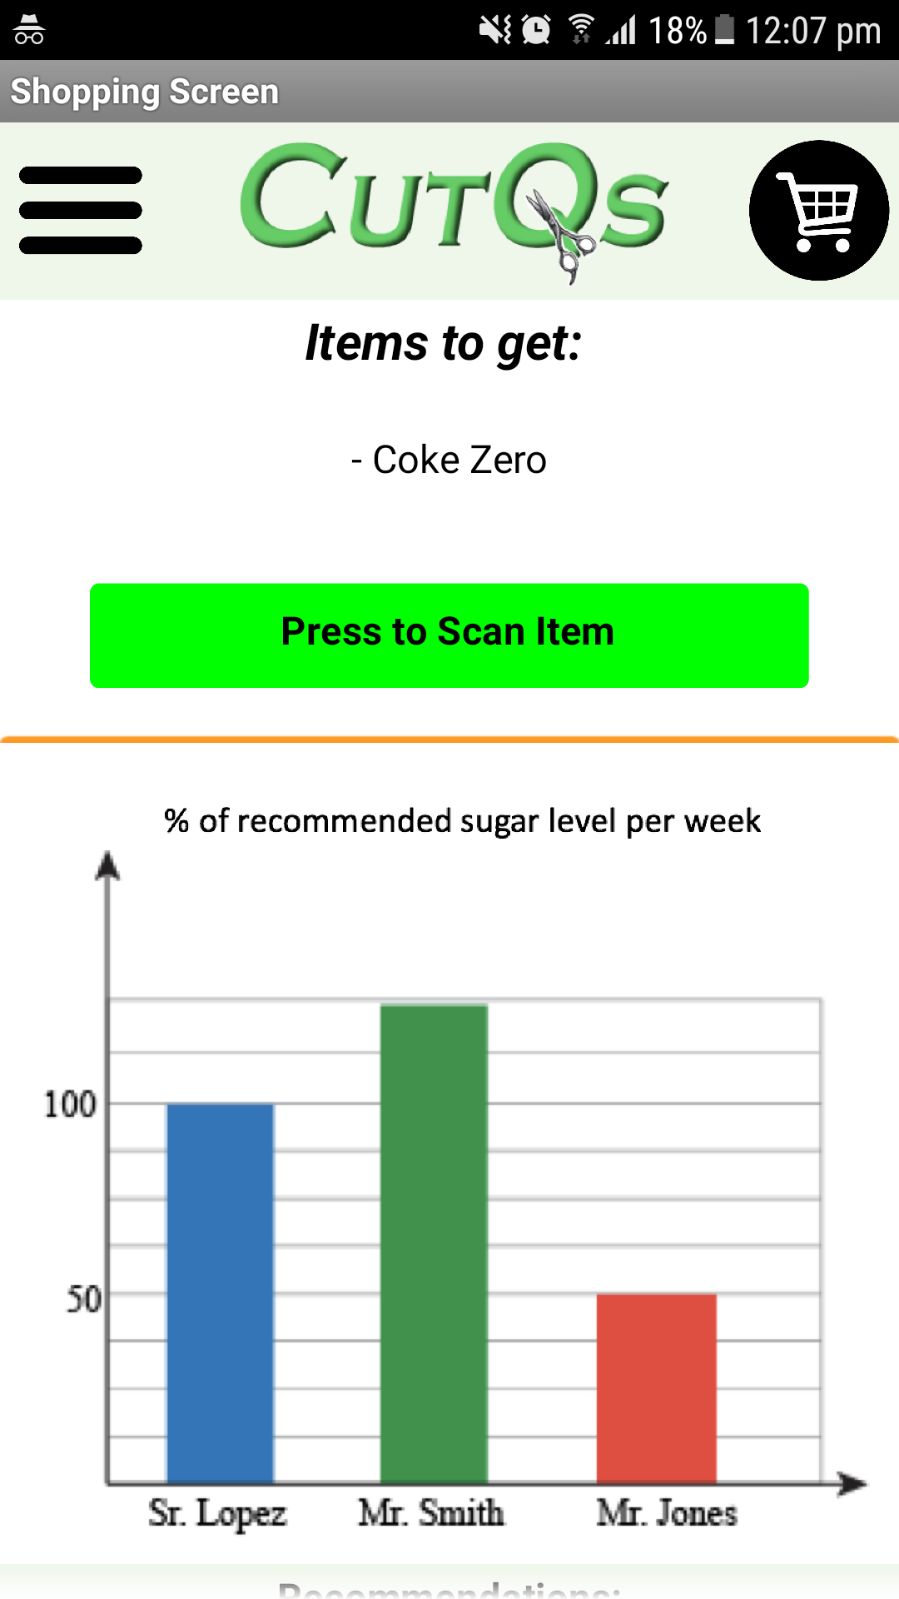 18% 12:07 pm
Shopping Screen
CutQs
Items to get:
- Coke Zero
Press to Scan Item
% of recommended sugar level per week
100
50
Sr. Lopez Mr. Smith Mr. Jones
Recommendations: